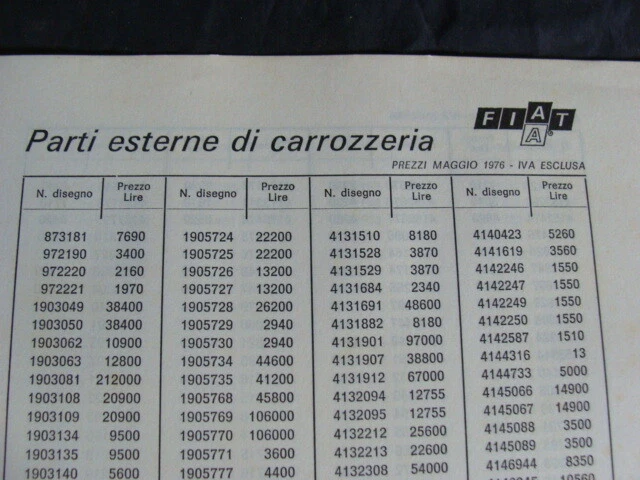 FIAT
A
Parti esterne di carrozzeria
PREZZI MAGGIO 1976 - IVA ESCLUSA
N. disegno Prezzo Lire N. disegno Prezzo Lire N. disegno Prezzo Lire N. disegno Prezzo Lire
873181 7690 1905724 22200 4131510 8180 4140423 5260
972190 3400 1905725 22200 4131528 3870 4141619 3560
972220 2160 1905726 13200 4131529 3870 4142246 1550
972221 1970 1905727 13200 4131684 2340 4142247 1550
1903049 38400 1905728 26200 4131691 48600 4142249 1550
1903050 38400 1905729 2940 4131882 8180 4142250 1550
1903062 10900 1905730 2940 4131901 97000 4142587 1510
1903063 12800 1905734 44600 4131907 38800 4144316 13
1903081 212000 1905735 41200 4131912 67000 4144733 5000
1903108 20900 1905768 45800 4132094 12755 4145066 14900
1903109 20900 1905769 106000 4132095 12755 4145067 14900
1903134 9500 1905770 106000 4132212 25600 4145088 3500
1903135 9500 1905771 3600 4132213 22600 4145089 3500
1903140 5600 1905777 4400 4132308 54000 4146944 8350
10560